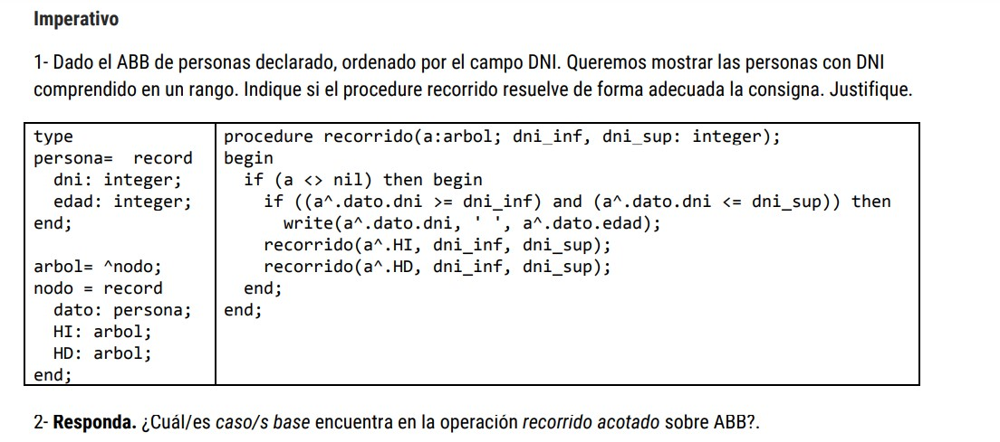 Imperativo
1- Dado el ABB de personas declarado, ordenado por el campo DNI. Queremos mostrar las personas con DNI
comprendido en un rango. Indique si el procedure recorrido resuelve de forma adecuada la consigna. Justifique.
type
persona=  record
  dni: integer;
  edad: integer;
end;
arbol= ^nodo;
nodo = record
  dato: persona;
  HI: arbol;
  HD: arbol;
end;
procedure recorrido(a:arbol; dni_inf, dni_sup: integer);
begin
  if (a <> nil) then begin
    if ((a^.dato.dni >= dni_inf) and (a^.dato.dni <= dni_sup)) then
      write(a^.dato.dni, ' ', a^.dato.edad);
    recorrido(a^.HI, dni_inf, dni_sup);
    recorrido(a^.HD, dni_inf, dni_sup);
  end;
end;
2- Responda. ¿Cuál/es caso/s base encuentra en la operación recorrido acotado sobre ABB?.